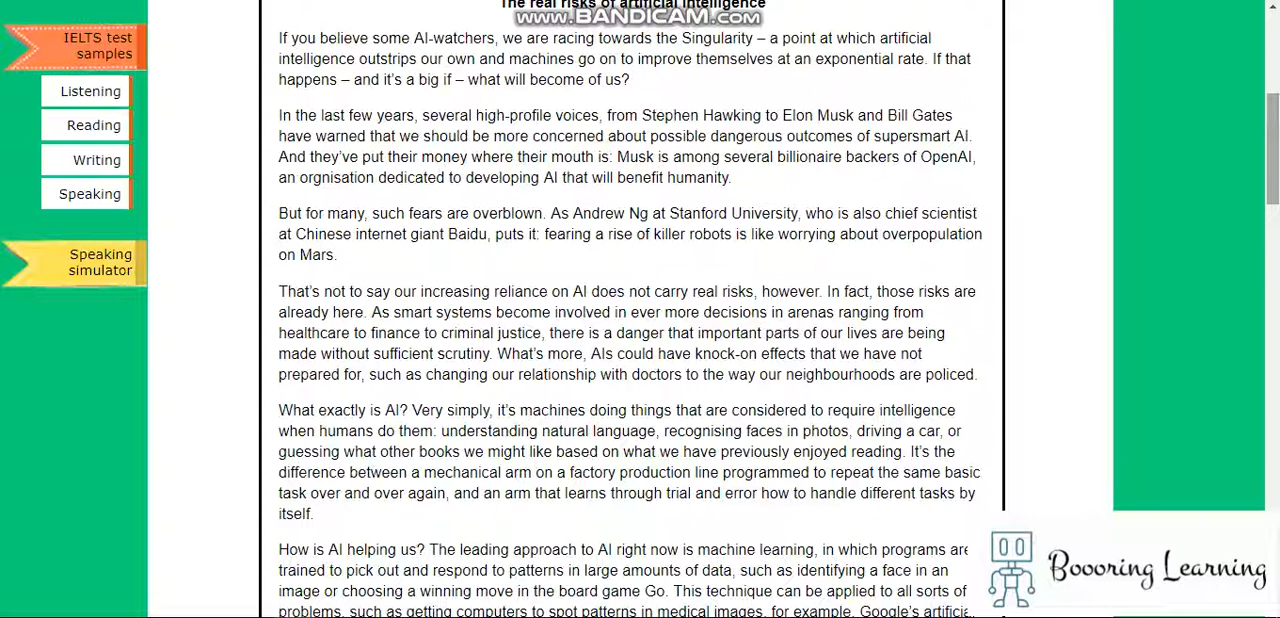 The real risks of artificial intelligence
www.BANDICAM.com
IELTS test
samples
Listening
Reading
Writing
Speaking
Speaking
simulator
If you believe some AI-watchers, we are racing towards the Singularity – a point at which artificial
intelligence outstrips our own and machines go on to improve themselves at an exponential rate. If that
happens – and it's a big if – what will become of us?
In the last few years, several high-profile voices, from Stephen Hawking to Elon Musk and Bill Gates
have warned that we should be more concerned about possible dangerous outcomes of supersmart AI.
And they've put their money where their mouth is: Musk is among several billionaire backers of OpenAI,
an orgnisation dedicated to developing AI that will benefit humanity.
But for many, such fears are overblown. As Andrew Ng at Stanford University, who is also chief scientist
at Chinese internet giant Baidu, puts it: fearing a rise of killer robots is like worrying about overpopulation
on Mars.
That's not to say our increasing reliance on AI does not carry real risks, however. In fact, those risks are
already here. As smart systems become involved in ever more decisions in arenas ranging from
healthcare to finance to criminal justice, there is a danger that important parts of our lives are being
made without sufficient scrutiny. What's more, AIs could have knock-on effects that we have not
prepared for, such as changing our relationship with doctors to the way our neighbourhoods are policed.
What exactly is AI? Very simply, it's machines doing things that are considered to require intelligence
when humans do them: understanding natural language, recognising faces in photos, driving a car, or
guessing what other books we might like based on what we have previously enjoyed reading. It's the
difference between a mechanical arm on a factory production line programmed to repeat the same basic
task over and over again, and an arm that learns through trial and error how to handle different tasks by
itself.
How is AI helping us? The leading approach to AI right now is machine learning, in which programs are
trained to pick out and respond to patterns in large amounts of data, such as identifying a face in an
image or choosing a winning move in the board game Go. This technique can be applied to all sorts of
problems, such as getting computers to spot patterns in medical images, for example. Google's artificia
Boooring Learning